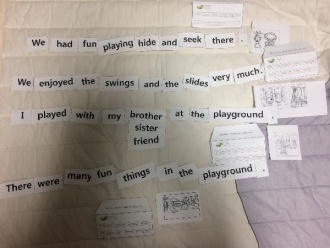 We had fun playing hide and seek there.
We enjoyed the swings and the slides very much.
I played with my brother at the playground.
sister
friend
There were many fun things in the playground.